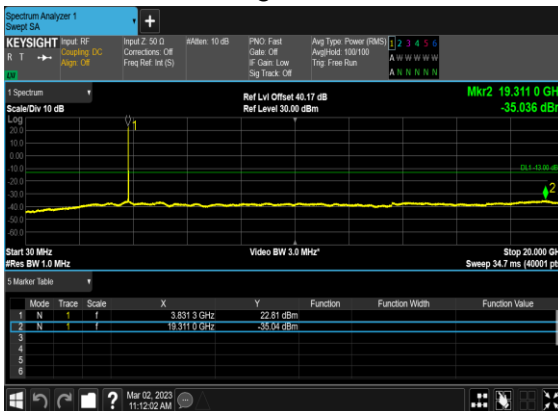 Spectrum Analyzer 1
Swept SA
KEYSIGHT Input: RF Input Z: 50 Ω #Atten: 10 dB PNO: Fast Avg Type: Power (RMS) 1 2 3 4 5 6
R T Coupling: DC Corrections: Off Gate: Off Avg|Hold: 100/100 A W W W W W
Align: Off Freq Ref: Int (S) IF Gain: Low Trig: Free Run
Sig Track: Off A N N N N N
1 Spectrum Ref Lvl Offset 40.17 dB Mkr2 19.311 0 GH
Scale/Div 10 dB Ref Level 30.00 dBm -35.036 dB
Log
20.0
10.0
0.00
-10.0
DL1 -13.00 dB
-20.0
-30.0
-40.0
-50.0
-60.0
1
2
Start 30 MHz Video BW 3.0 MHz* Stop 20.000 G
#Res BW 1.0 MHz Sweep 34.7 ms (40001 pt
5 Marker Table
Mode Trace Scale X Y Function Function Width Function Value
1 N 1 f 3.831 3 GHz 22.81 dBm
2 N 1 f 19.311 0 GHz -35.04 dBm
3
4
5
6
? Mar 02, 2023
11:12:02 AM